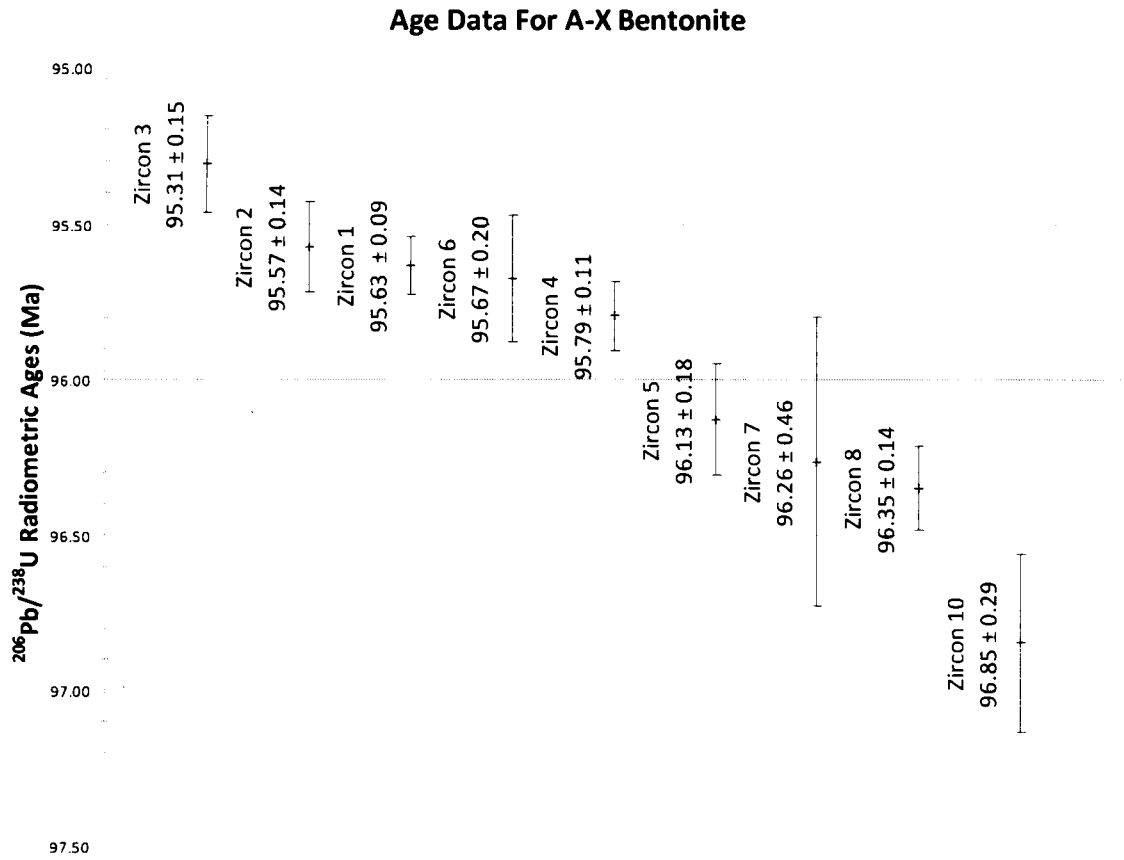 Age Data For A-X Bentonite
²⁰⁶Pb/²³⁸U Radiometric Ages (Ma)
95.00
95.50
96.00
96.50
97.00
97.50
Zircon 3
95.31 ± 0.15
Zircon 2
95.57 ± 0.14
Zircon 1
95.63 ± 0.09
Zircon 6
95.67 ± 0.20
Zircon 4
95.79 ± 0.11
Zircon 5
96.13 ± 0.18
Zircon 7
96.26 ± 0.46
Zircon 8
96.35 ± 0.14
Zircon 10
96.85 ± 0.29